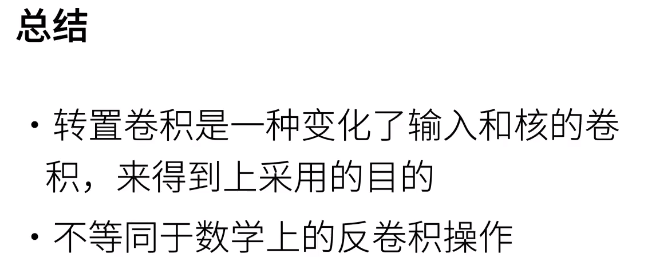 总结
• 转置卷积是一种变化了输入和核的卷
积，来得到上采用的目的
• 不等同于数学上的反卷积操作